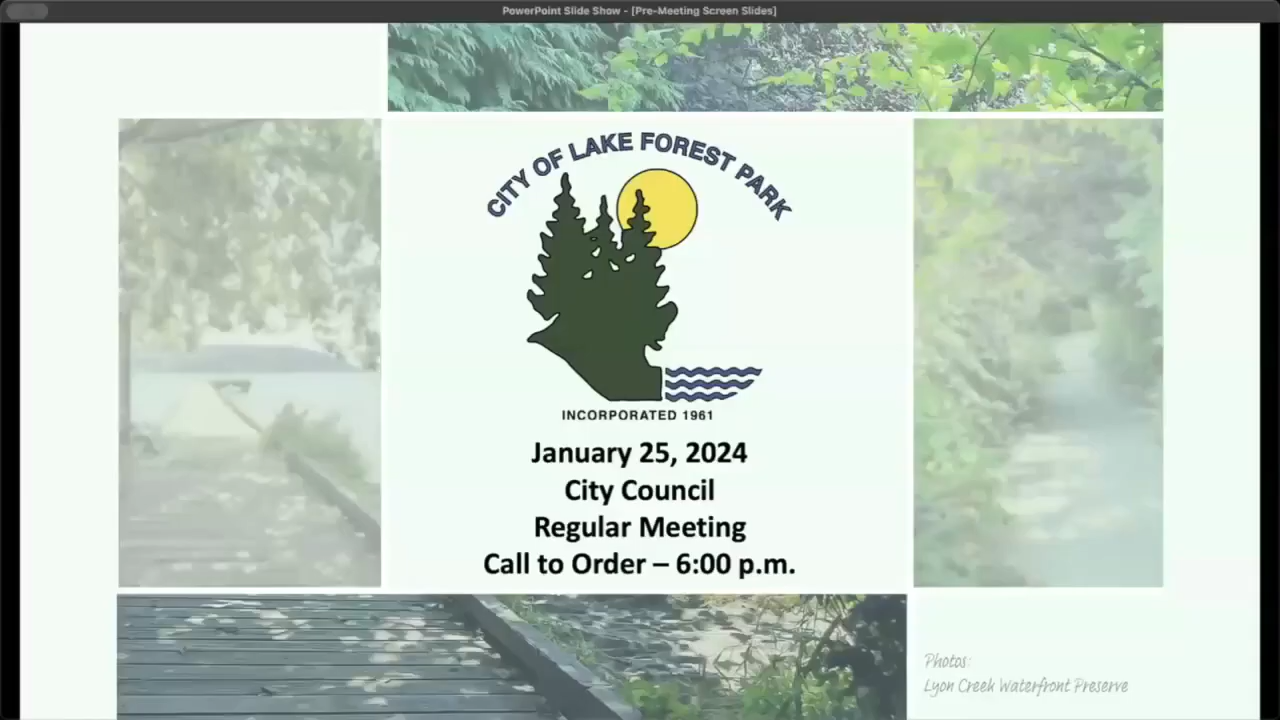 PowerPoint Slide Show - [Pre-Meeting Screen Slides]
CITY OF LAKE FOREST PARK
INCORPORATED 1961
January 25, 2024
City Council
Regular Meeting
Call to Order – 6:00 p.m.
Photos:
Lyon Creek Waterfront Preserve